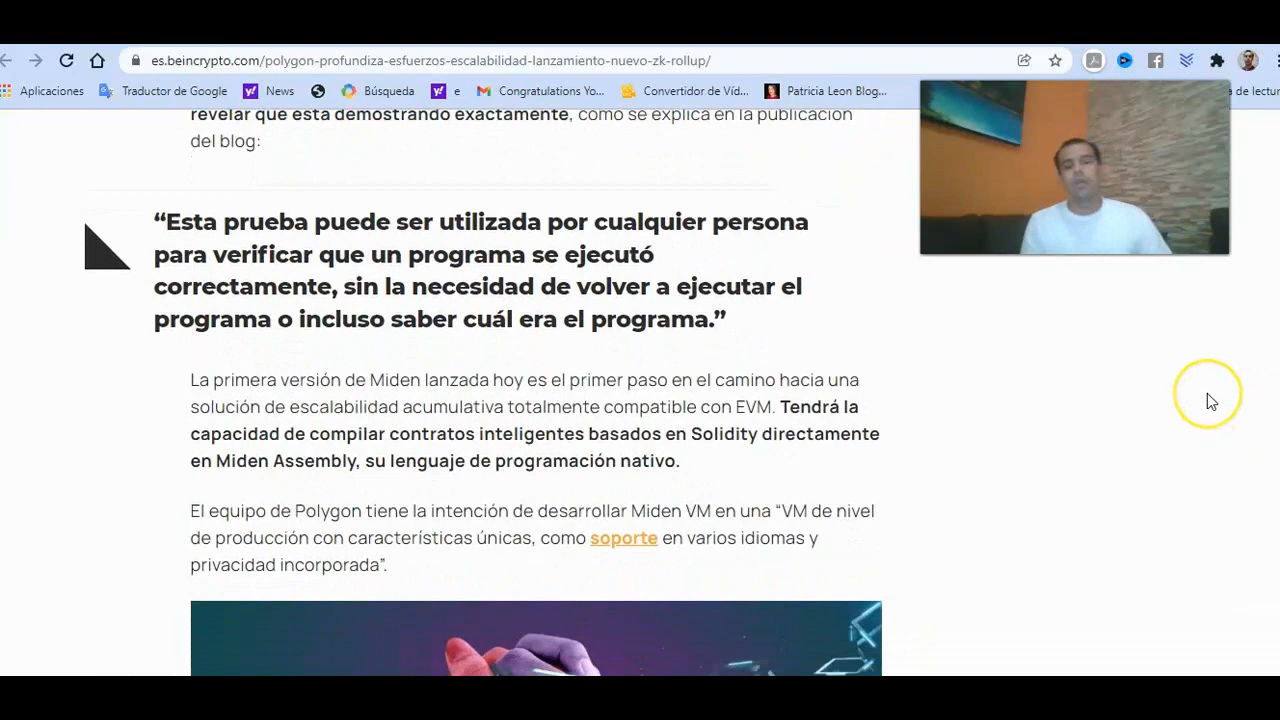 es.beincrypto.com/polygon-profundiza-esfuerzos-escalabilidad-lanzamiento-nuevo-zk-rollup/
Aplicaciones Traductor de Google News Búsqueda e Congratulations Yo... Convertidor de Víd... Patricia Leon Blog... a de lectur
revelar qué está demostrando exactamente, como se explica en la publicación
del blog:
“Esta prueba puede ser utilizada por cualquier persona
para verificar que un programa se ejecutó
correctamente, sin la necesidad de volver a ejecutar el
programa o incluso saber cuál era el programa.”
La primera versión de Miden lanzada hoy es el primer paso en el camino hacia una
solución de escalabilidad acumulativa totalmente compatible con EVM. Tendrá la
capacidad de compilar contratos inteligentes basados en Solidity directamente
en Miden Assembly, su lenguaje de programación nativo.
El equipo de Polygon tiene la intención de desarrollar Miden VM en una “VM de nivel
de producción con características únicas, como soporte en varios idiomas y
privacidad incorporada”.